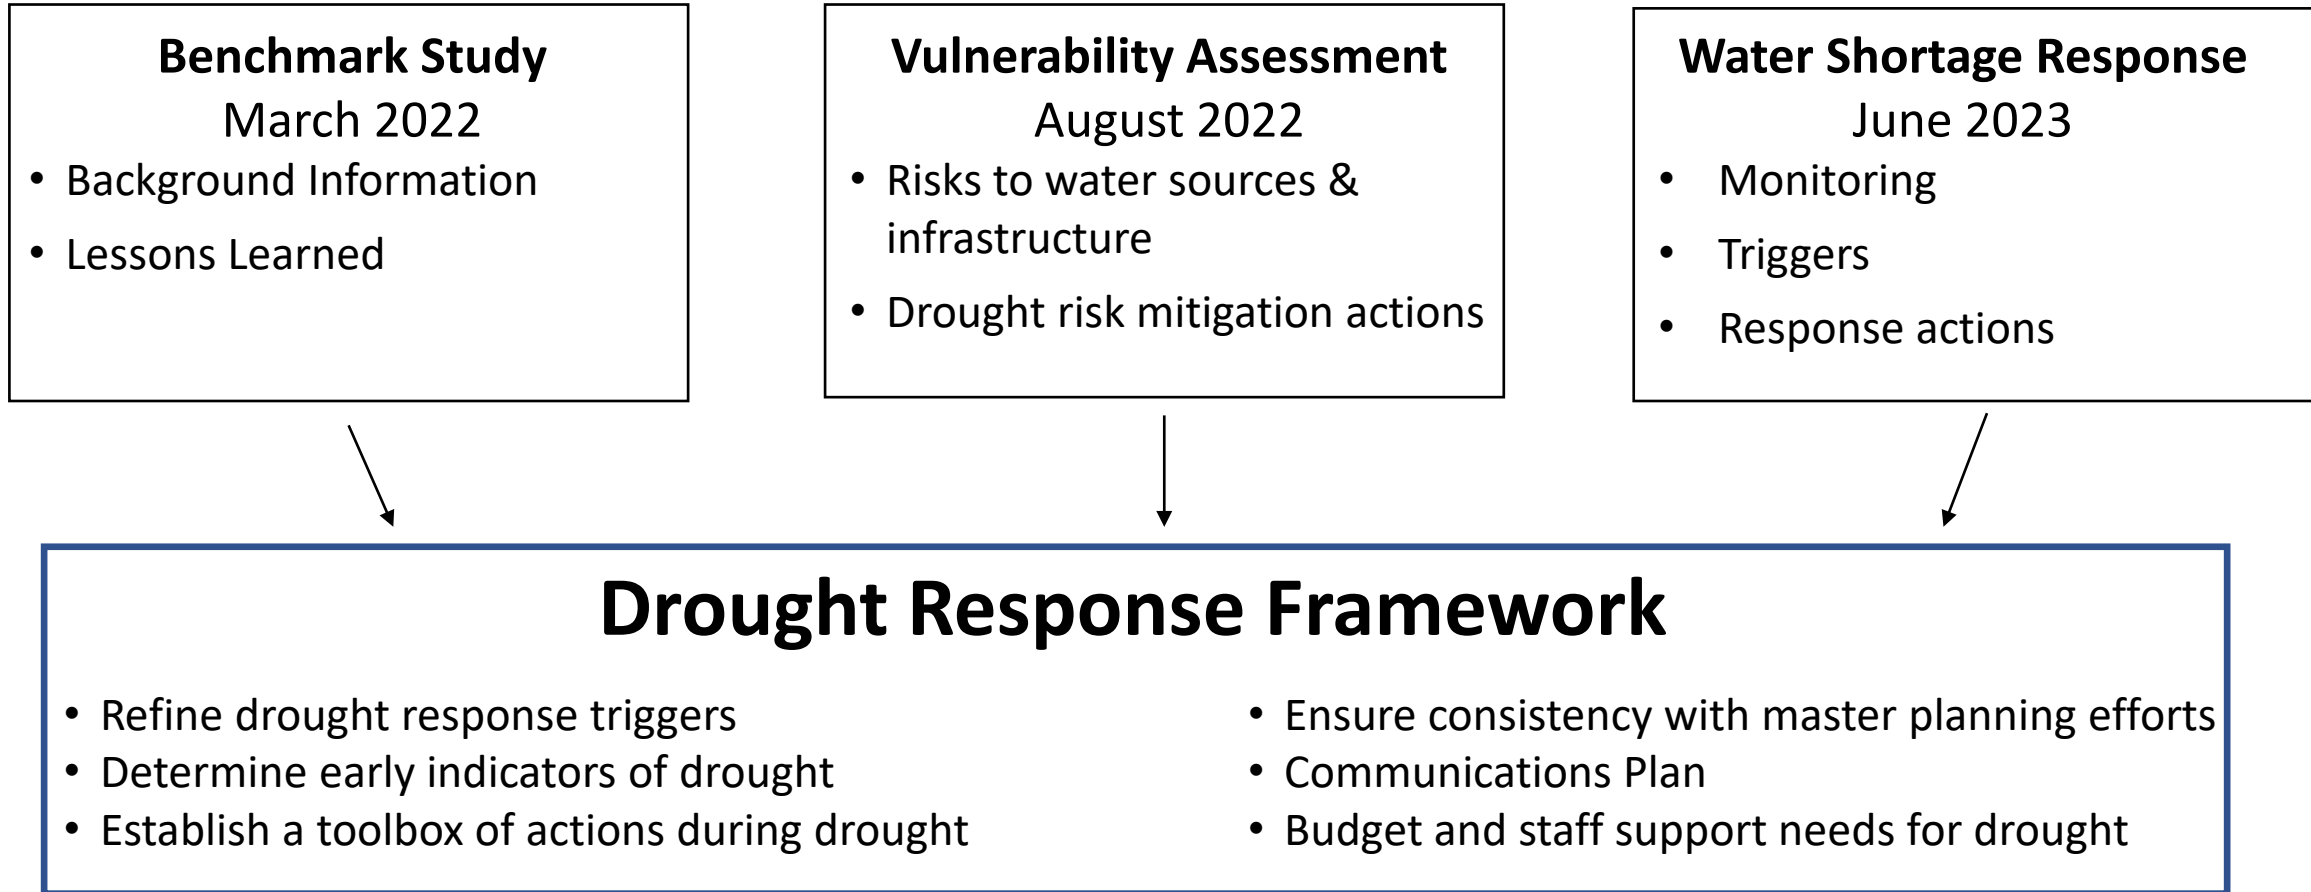 Benchmark Study
March 2022
• Background Information
• Lessons Learned
Vulnerability Assessment
August 2022
• Risks to water sources &
infrastructure
• Drought risk mitigation actions
Water Shortage Response
June 2023
• Monitoring
• Triggers
• Response actions
Drought Response Framework
• Refine drought response triggers
• Determine early indicators of drought
• Establish a toolbox of actions during drought
• Ensure consistency with master planning efforts
• Communications Plan
• Budget and staff support needs for drought